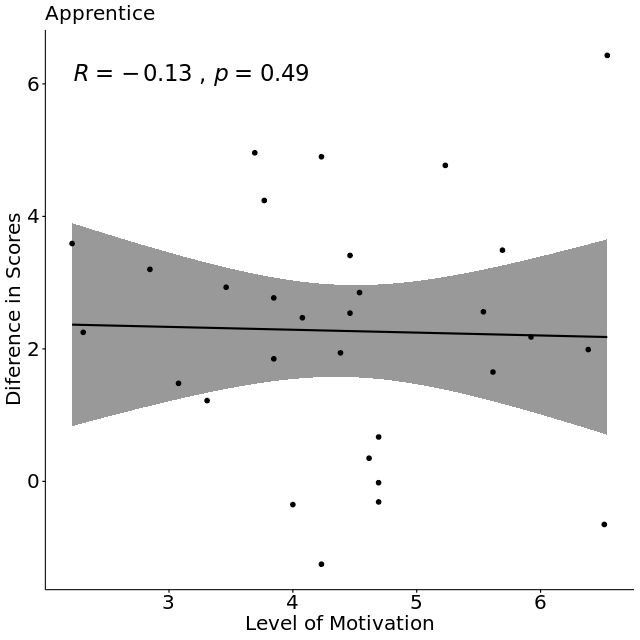 Apprentice
R = −0.13 , p = 0.49
6
4
2
0
Diference in Scores
3 4 5 6
Level of Motivation